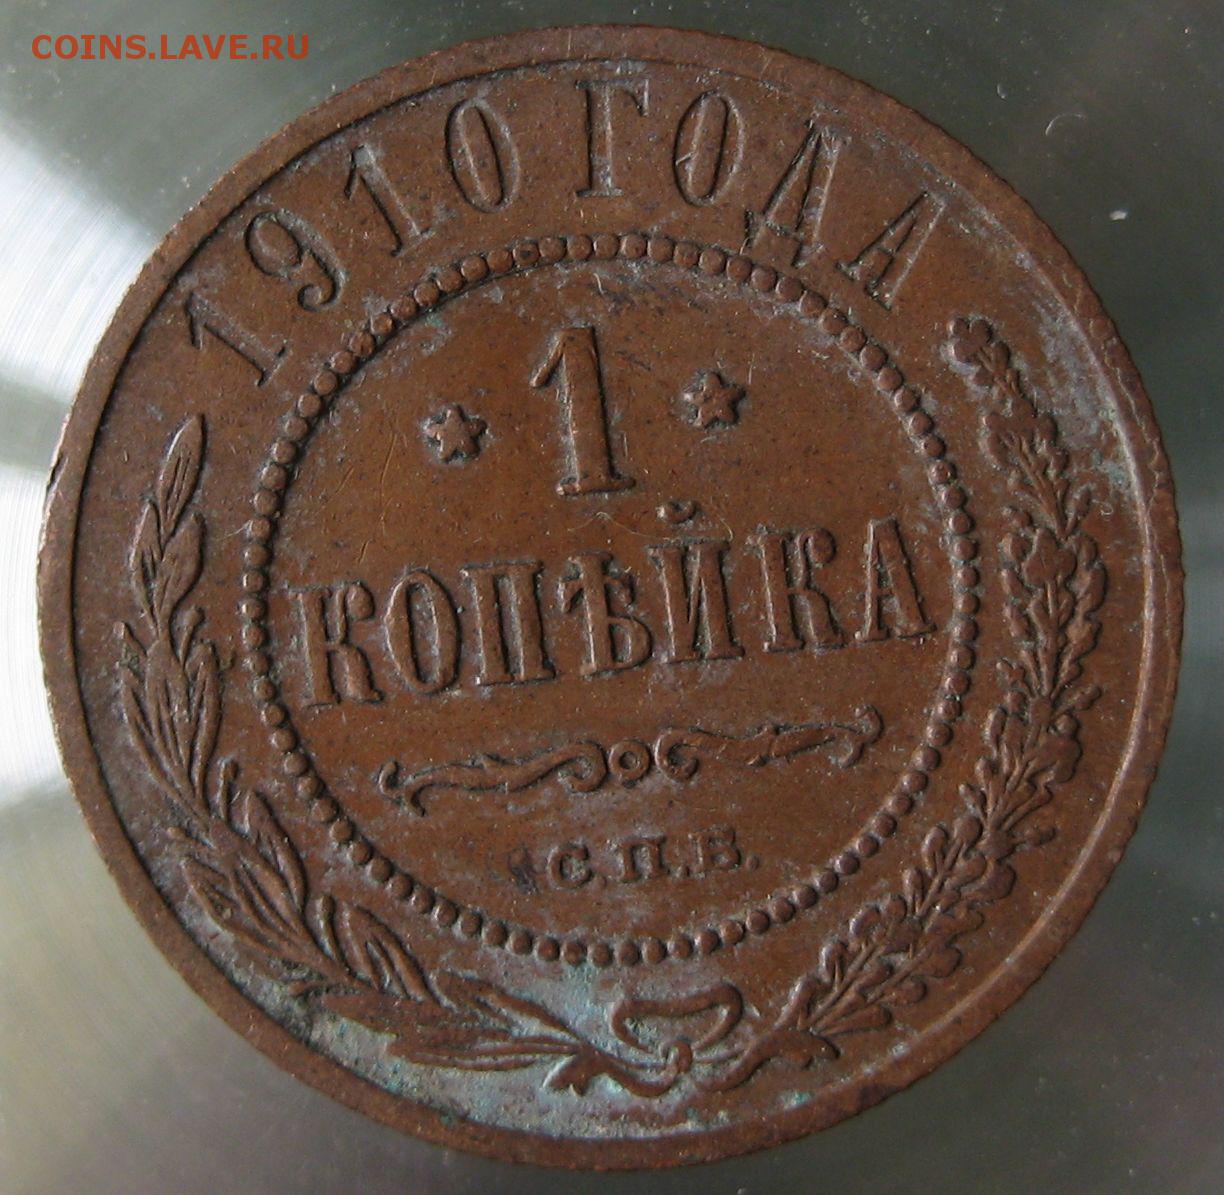 COINS.LAVE.RU
1910 ГОДА
* 1 *
КОПѢЙКА
С.П.Б.